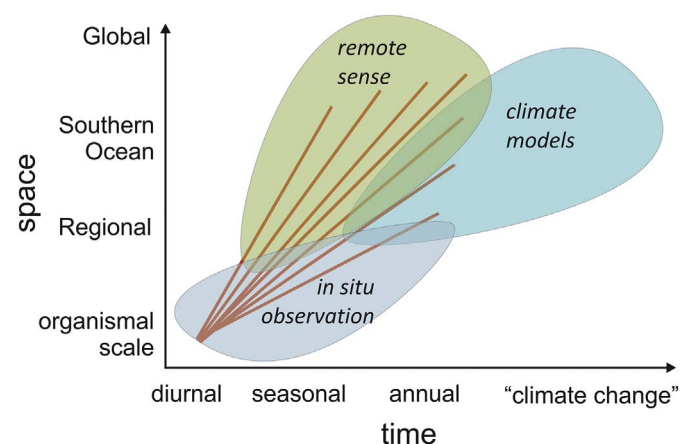 Global
Southern
Ocean
Regional
organismal
scale
space
remote
sense
climate
models
in situ
observation
diurnal
seasonal
annual
“climate change”
time